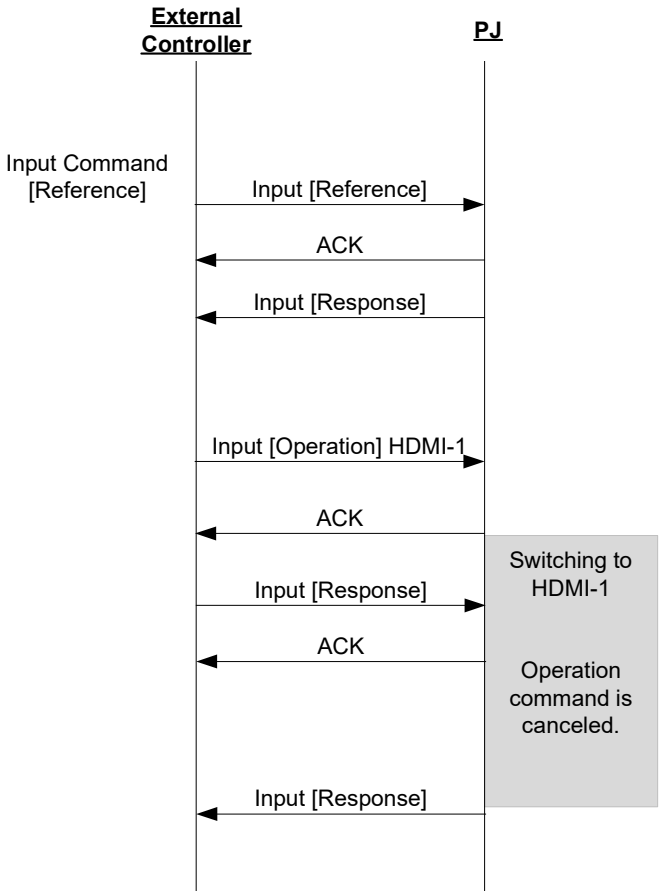 External
Controller
PJ
Input Command
[Reference]
Input [Reference]
ACK
Input [Response]
Input [Operation] HDMI-1
ACK
Switching to
HDMI-1
Input [Response]
ACK
Operation
command is
canceled.
Input [Response]